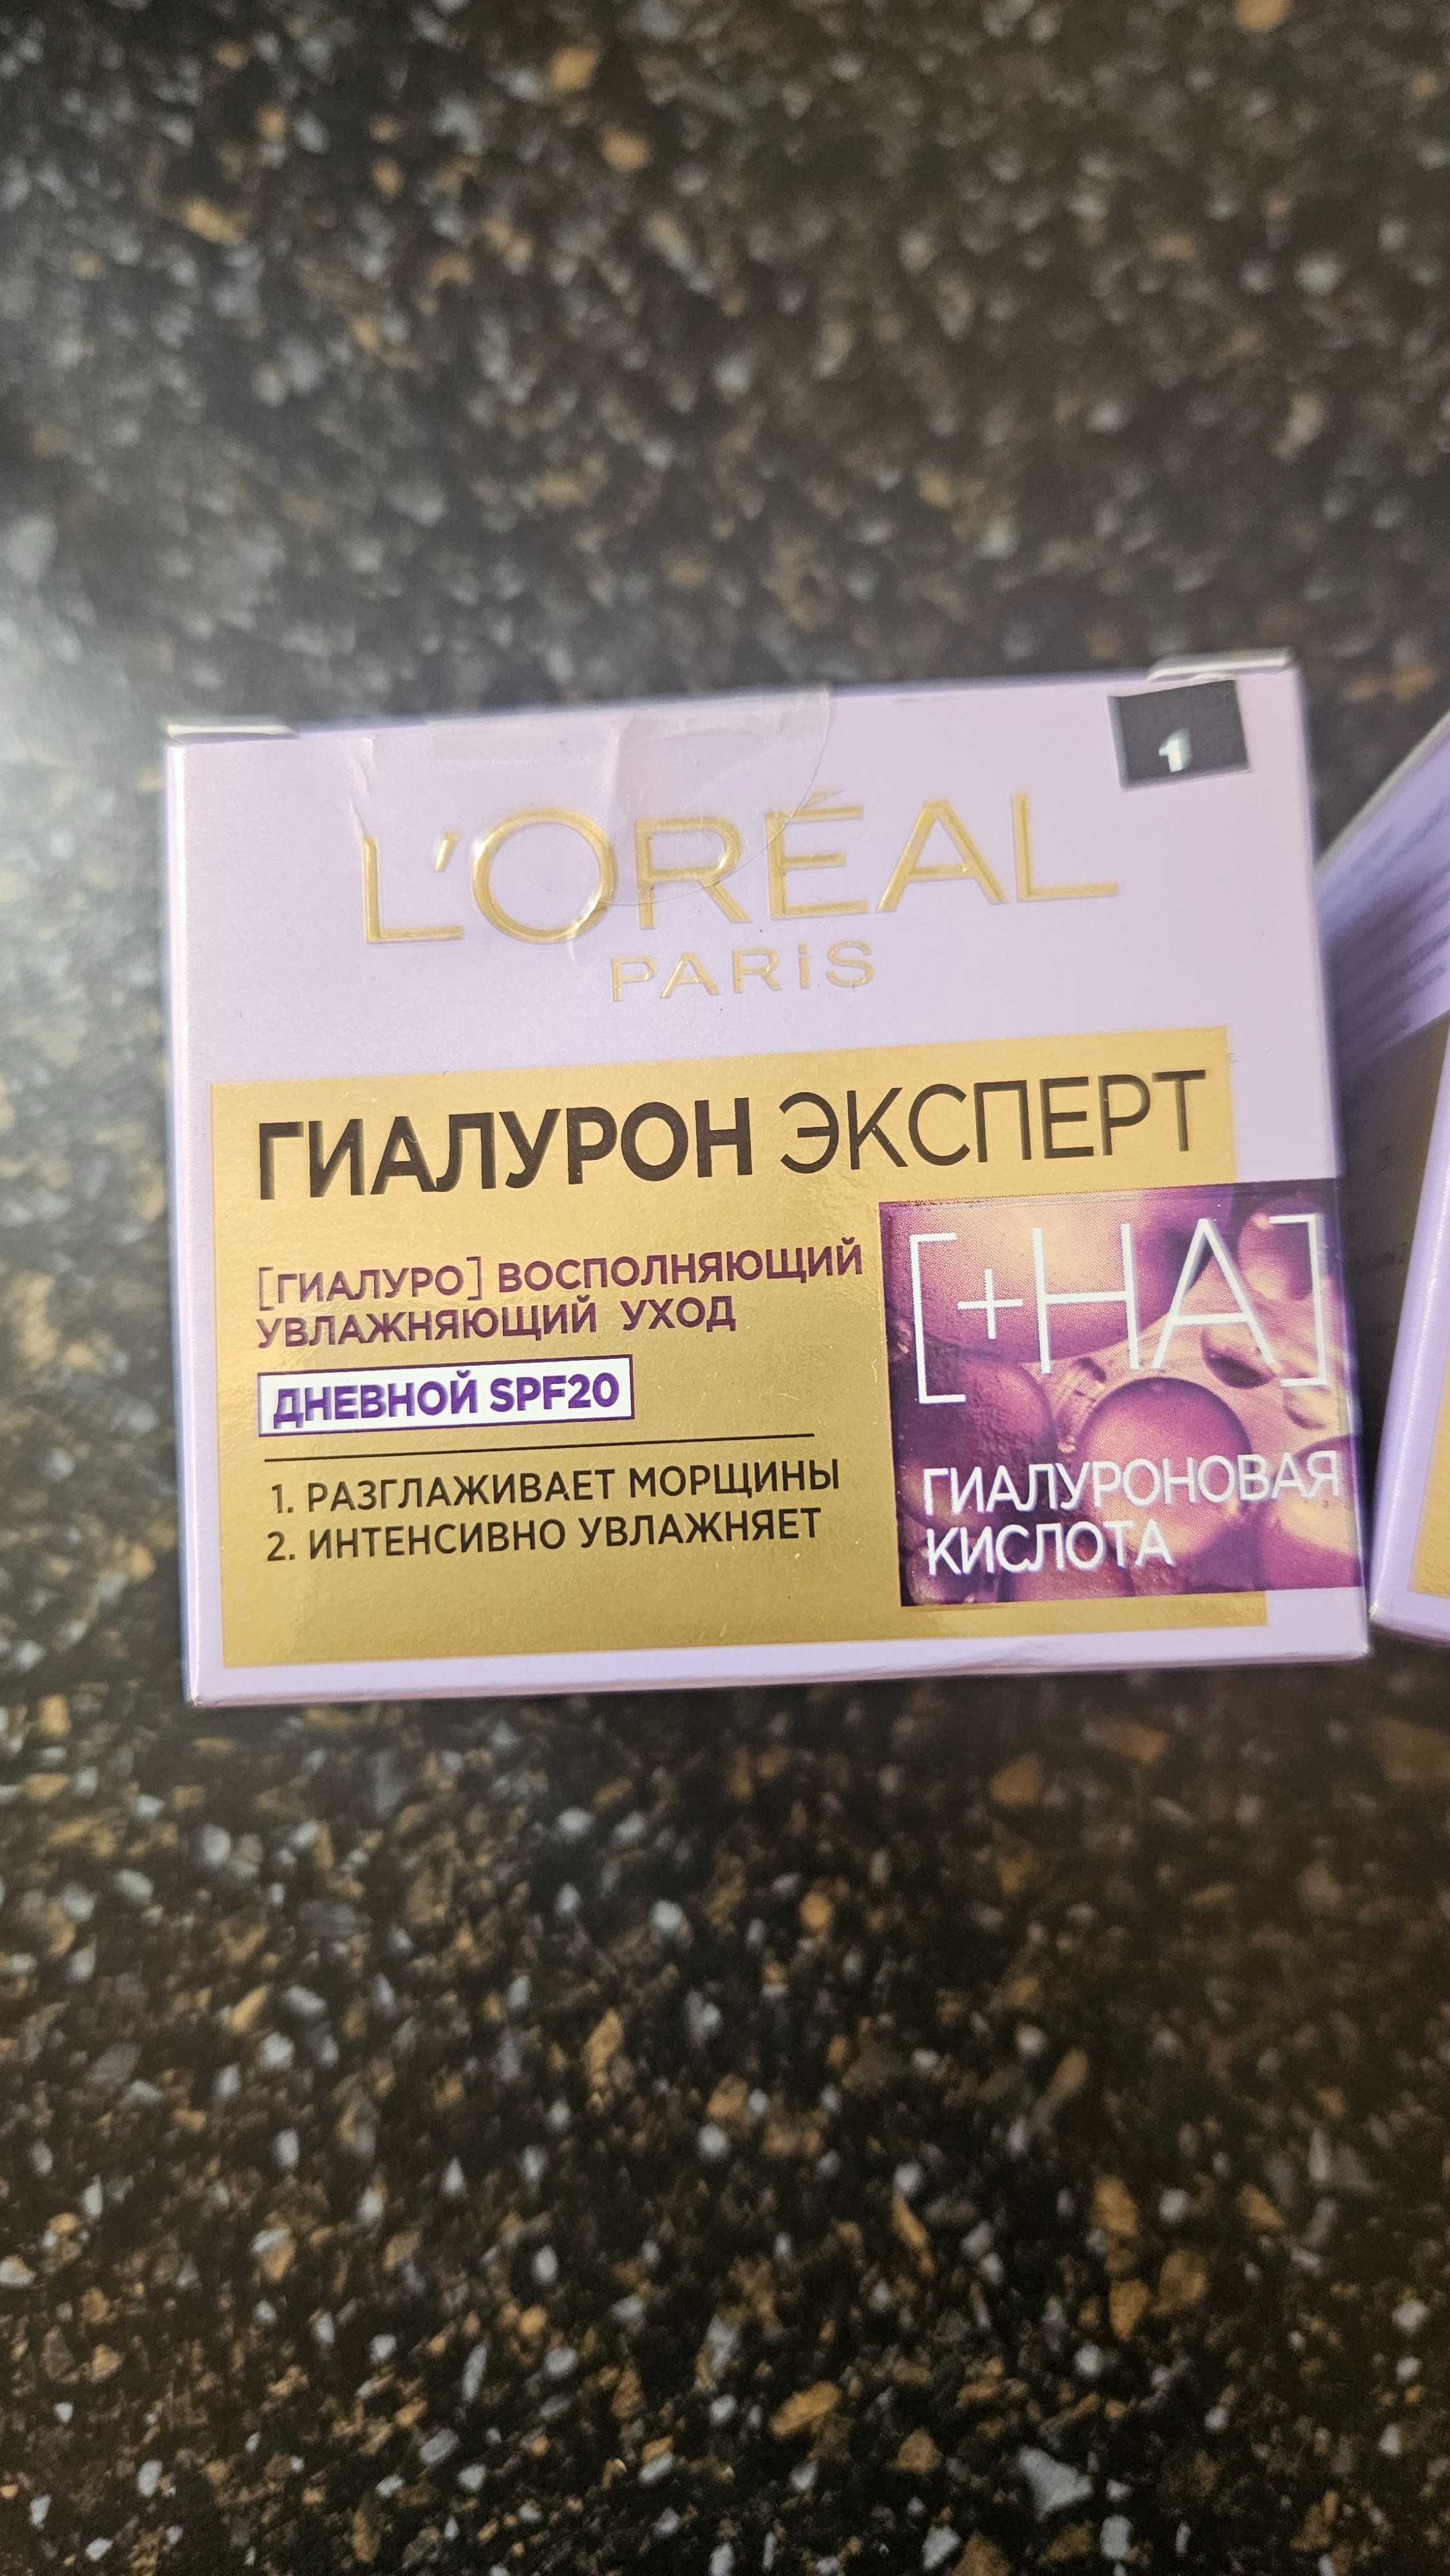 1
L'ORÉAL
PARiS
ГИАЛУРОН ЭКСПЕРТ
[ГИАЛУРО] ВОСПОЛНЯЮЩИЙ
УВЛАЖНЯЮЩИЙ УХОД
ДНЕВНОЙ SPF20
1. РАЗГЛАЖИВАЕТ МОРЩИНЫ
2. ИНТЕНСИВНО УВЛАЖНЯЕТ
[+HA]
ГИАЛУРОНОВАЯ
КИСЛОТА